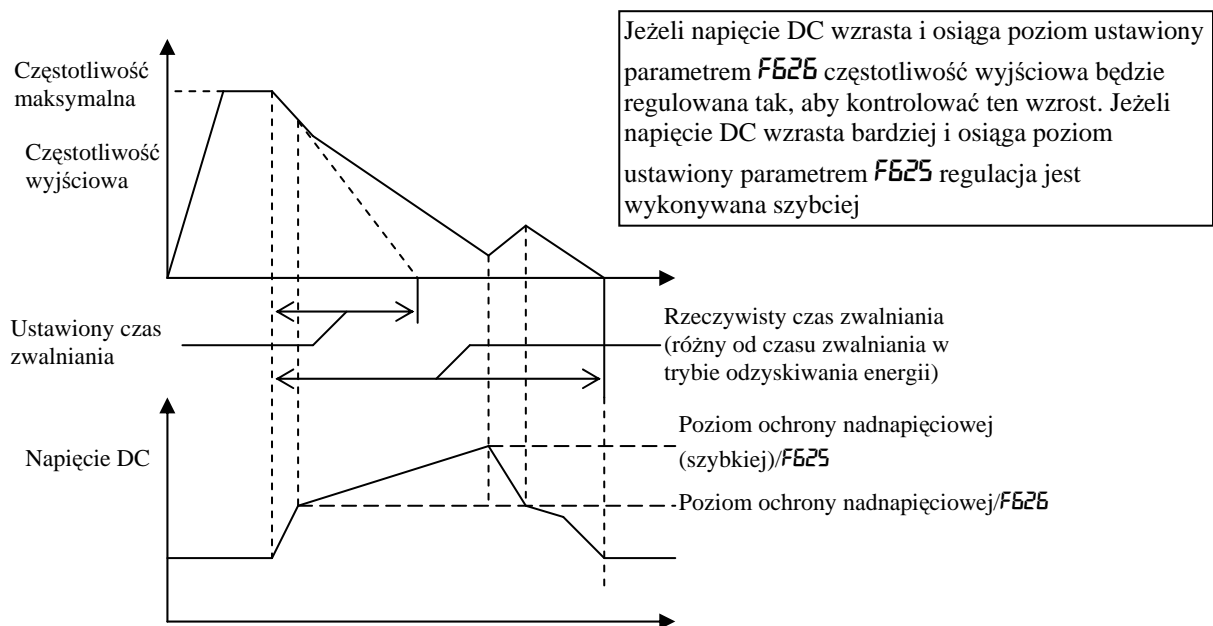 Częstotliwość
maksymalna
Częstotliwość
wyjściowa
Jeżeli napięcie DC wzrasta i osiąga poziom ustawiony
parametrem F626 częstotliwość wyjściowa będzie
regulowana tak, aby kontrolować ten wzrost. Jeżeli
napięcie DC wzrasta bardziej i osiąga poziom
ustawiony parametrem F625 regulacja jest
wykonywana szybciej
Ustawiony czas
zwalniania
Rzeczywisty czas zwalniania
(różny od czasu zwalniania w
trybie odzyskiwania energii)
Napięcie DC
Poziom ochrony nadnapięciowej
(szybkiej)/F625
Poziom ochrony nadnapięciowej/F626